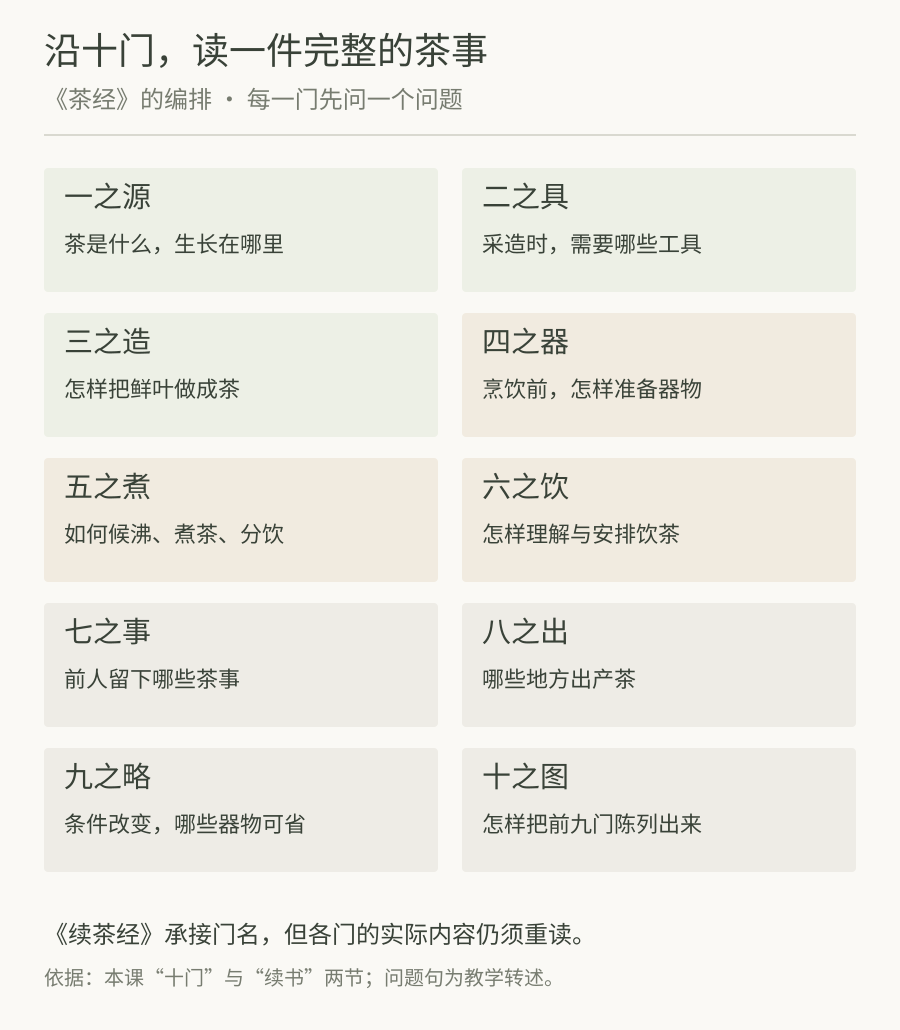 沿十门，读一件完整的茶事
《茶经》的编排 · 每一门先问一个问题
一之源
茶是什么，生长在哪里
二之具
采造时，需要哪些工具
三之造
怎样把鲜叶做成茶
四之器
烹饮前，怎样准备器物
五之煮
如何候沸、煮茶、分饮
六之饮
怎样理解与安排饮茶
七之事
前人留下哪些茶事
八之出
哪些地方出产茶
九之略
条件改变，哪些器物可省
十之图
怎样把前九门陈列出来
《续茶经》承接门名，但各门的实际内容仍须重读。
依据：本课“十门”与“续书”两节；问题句为教学转述。